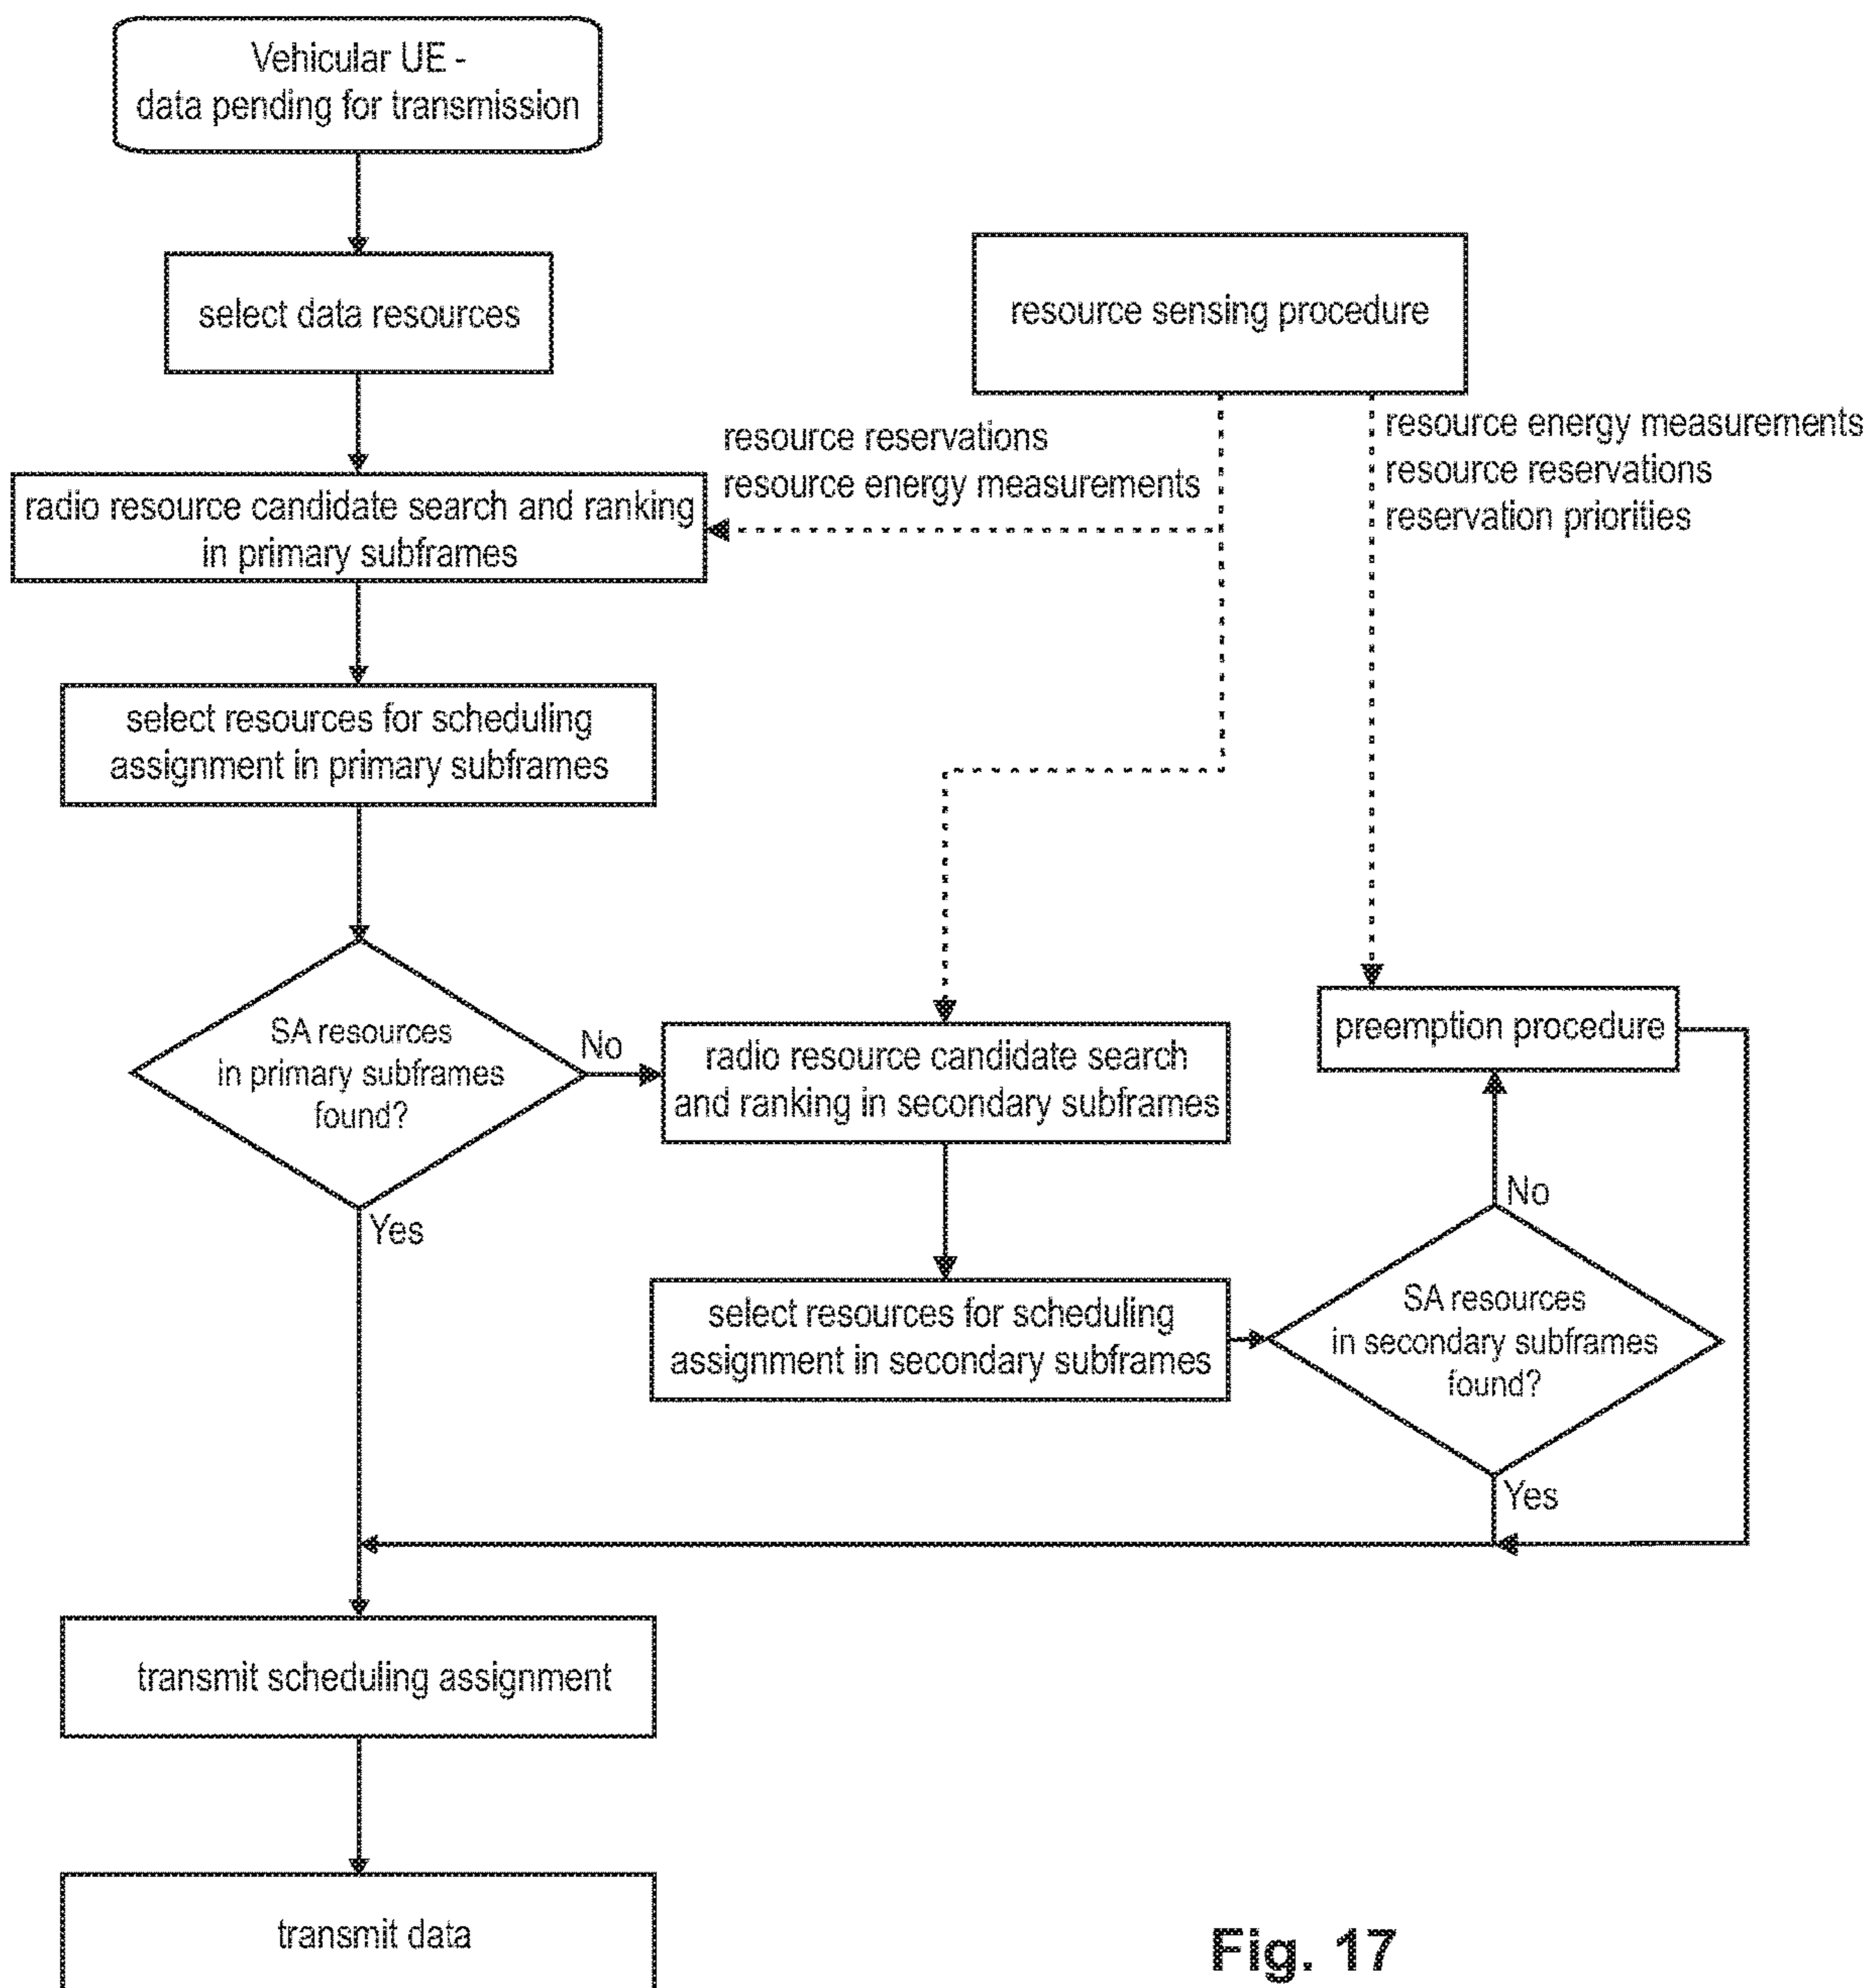 Vehicular UE -
data pending for transmission
select data resources
resource sensing procedure
resource reservations
resource energy measurements
resource energy measurements
resource reservations
reservation priorities
radio resource candidate search and ranking
in primary subframes
select resources for scheduling
assignment in primary subframes
SA resources
in primary subframes
found?
No
Yes
radio resource candidate search
and ranking in secondary subframes
preemption procedure
select resources for scheduling
assignment in secondary subframes
No
SA resources
in secondary subframes
found?
Yes
transmit scheduling assignment
transmit data
Fig. 17